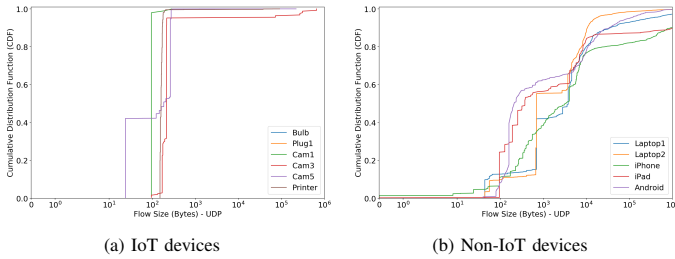 Cumulative Distribution Function (CDF)
1.0
0.8
0.6
0.4
0.2
0.0
0
10^0
10^1
10^2
10^3
10^4
10^5
10^6
Flow Size (Bytes) - UDP
Bulb
Plug1
Cam1
Cam3
Cam5
Printer
(a) IoT devices
Cumulative Distribution Function (CDF)
1.0
0.8
0.6
0.4
0.2
0.0
0
10^0
10^1
10^2
10^3
10^4
10^5
10^6
Flow Size (Bytes) - UDP
Laptop1
Laptop2
iPhone
iPad
Android
(b) Non-IoT devices